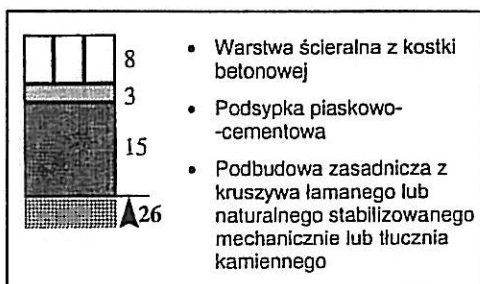 8
3
15
26
• Warstwa ścieralna z kostki
betonowej
• Podsypka piaskowo-
-cementowa
• Podbudowa zasadnicza z
kruszywa łamanego lub
naturalnego stabilizowanego
mechanicznie lub tłucznia
kamiennego